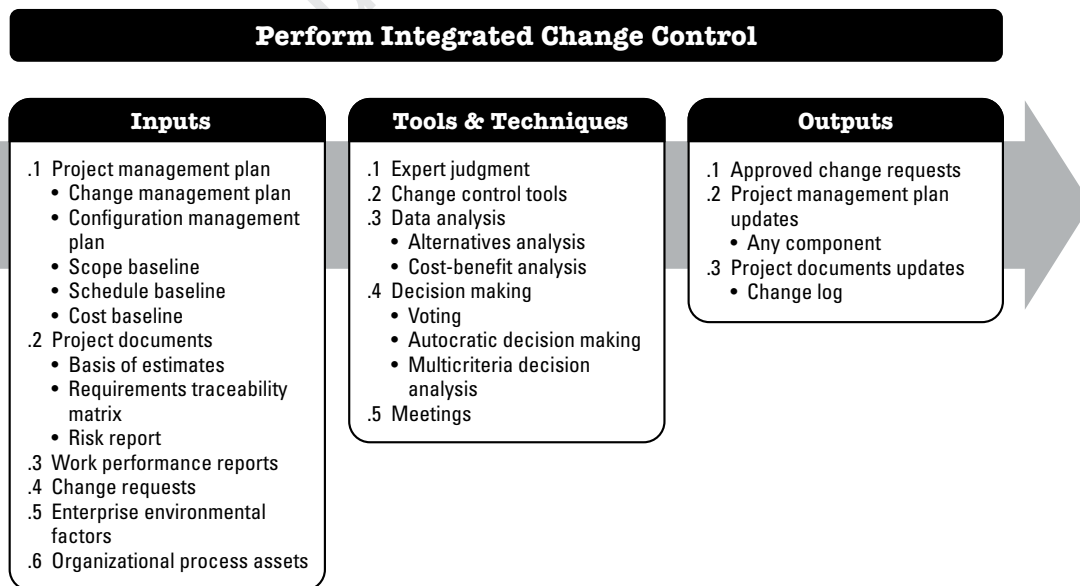 Perform Integrated Change Control
Inputs
.1 Project management plan
• Change management plan
• Configuration management
plan
• Scope baseline
• Schedule baseline
• Cost baseline
.2 Project documents
• Basis of estimates
• Requirements traceability
matrix
• Risk report
.3 Work performance reports
.4 Change requests
.5 Enterprise environmental
factors
.6 Organizational process assets
Tools & Techniques
.1 Expert judgment
.2 Change control tools
.3 Data analysis
• Alternatives analysis
• Cost-benefit analysis
.4 Decision making
• Voting
• Autocratic decision making
• Multicriteria decision
analysis
.5 Meetings
Outputs
.1 Approved change requests
.2 Project management plan
updates
• Any component
.3 Project documents updates
• Change log